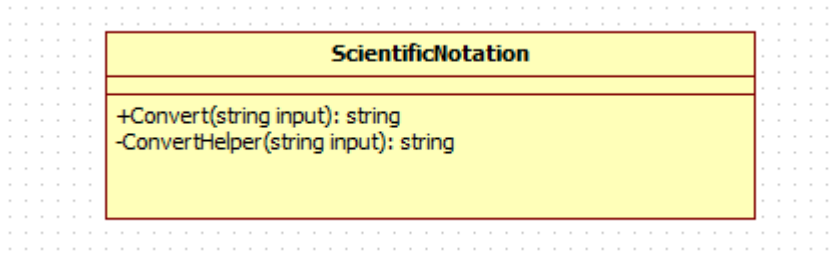 ScientificNotation
+Convert(string input): string
-ConvertHelper(string input): string